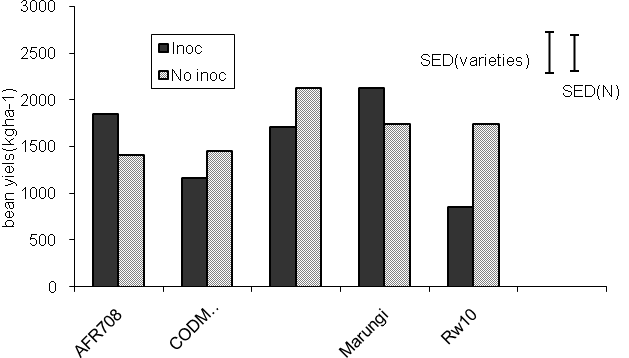 bean yiels(kgha-1)
3000
2500
2000
1500
1000
500
0
Inoc
No inoc
SED(varieties)
SED(N)
AFR708
CODM..
Marungi
Rw10